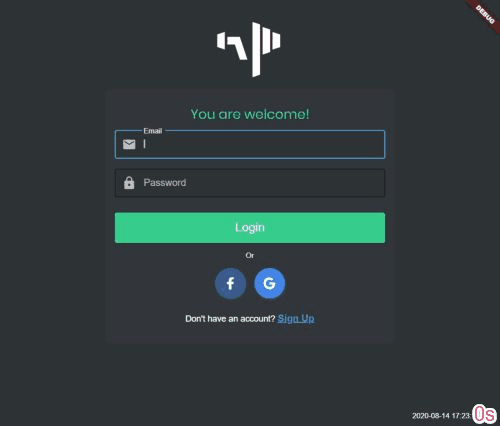 DEBUG
You are welcome!
Email
Password
Login
Or
f
G
Don't have an account? Sign Up
2020-08-14 17:23:
0s